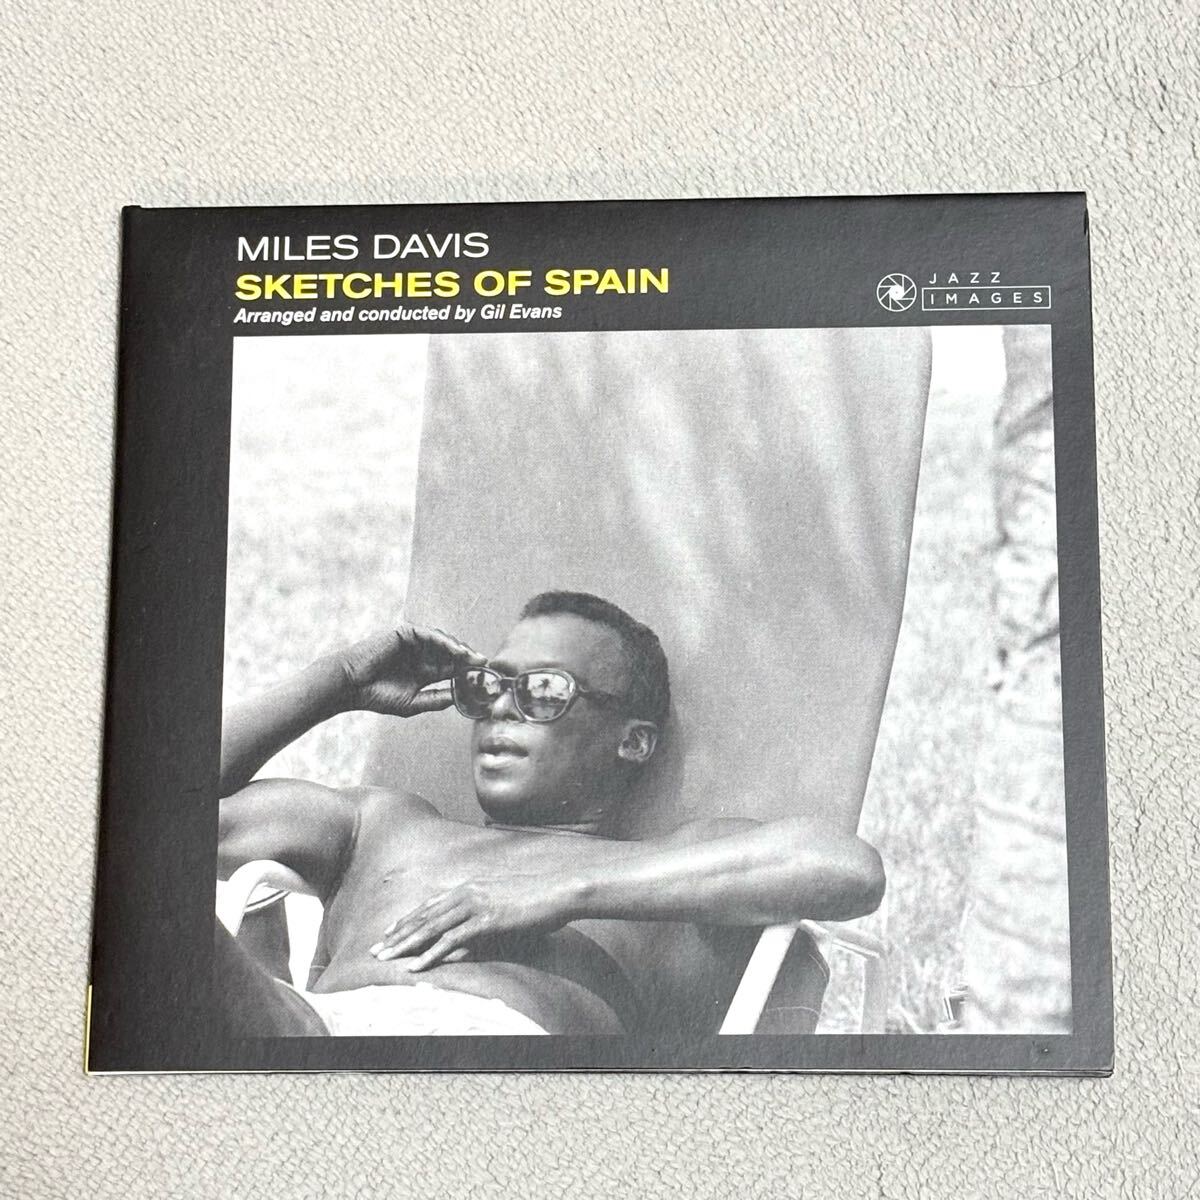 MILES DAVIS
SKETCHES OF SPAIN
Arranged and conducted by Gil Evans
JAZZ
IMAGES